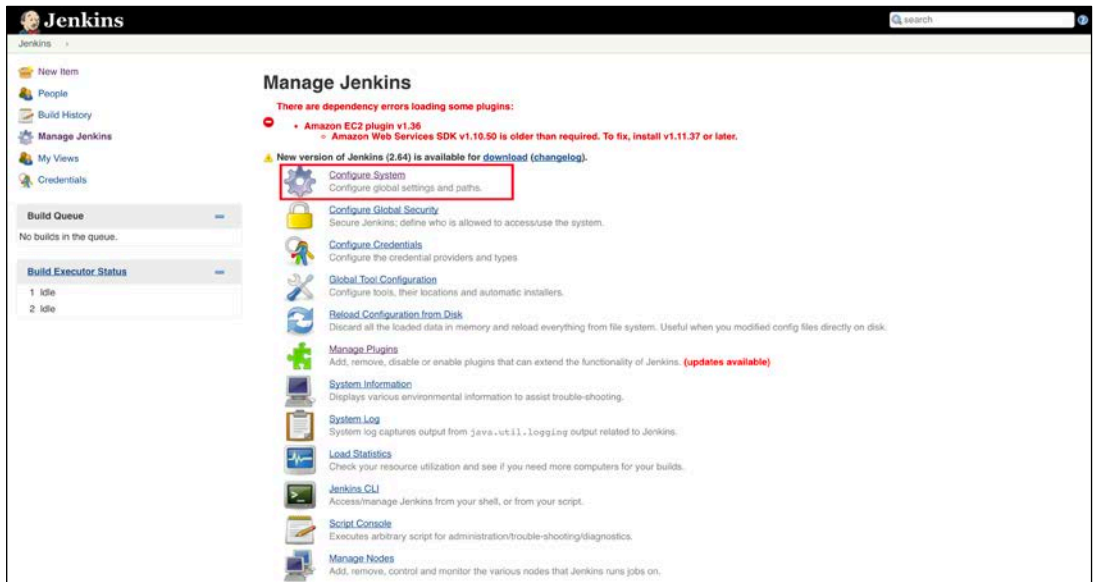 Jenkins
search
Jenkins
New Item
People
Build History
Manage Jenkins
My Views
Credentials
Build Queue
No builds in the queue.
Build Executor Status
1 Idle
2 Idle
Manage Jenkins
There are dependency errors loading some plugins:
Amazon EC2 plugin v1.36
Amazon Web Services SDK v1.10.50 is older than required. To fix, install v1.11.37 or later.
New version of Jenkins (2.64) is available for download (changelog).
Configure System
Configure global settings and paths.
Configure Global Security
Secure Jenkins; define who is allowed to access/use the system.
Configure Credentials
Configure the credential providers and types
Global Tool Configuration
Configure tools, their locations and automatic installers.
Reload Configuration from Disk
Discard all the loaded data in memory and reload everything from file system. Useful when you modified config files directly on disk.
Manage Plugins
Add, remove, disable or enable plugins that can extend the functionality of Jenkins. (updates available)
System Information
Displays various environmental information to assist trouble-shooting.
System Log
System log captures output from java.util.logging output related to Jenkins.
Load Statistics
Check your resource utilization and see if you need more computers for your builds.
Jenkins CLI
Access/manage Jenkins from your shell, or from your script.
Script Console
Executes arbitrary script for administration/trouble-shooting/diagnostics.
Manage Nodes
Add, remove, control and monitor the various nodes that Jenkins runs jobs on.